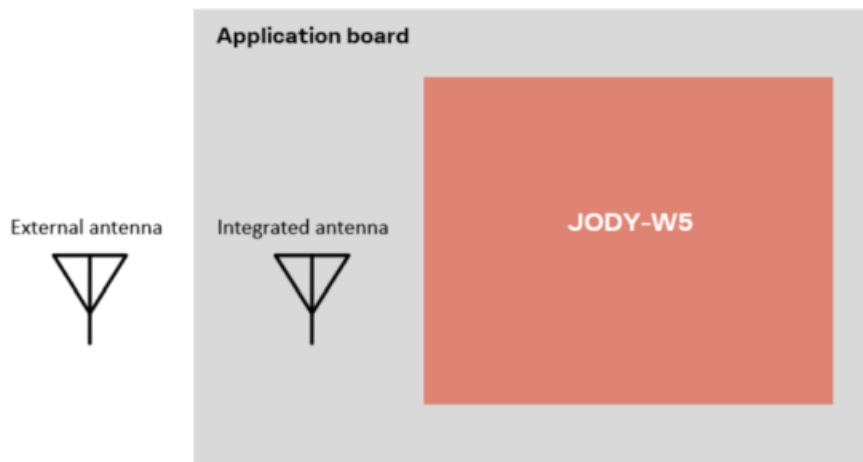 Application board
JODY-W5
External antenna
Integrated antenna